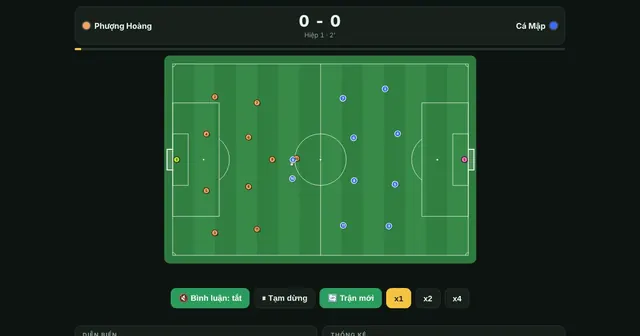 Phượng Hoàng
0 - 0
Cá Mập
Hiệp 1 · 2'
Bình luận: tắt
Tạm dừng
Trận mới
x1
x2
x4
DIỄN BIẾN
THỐNG KÊ